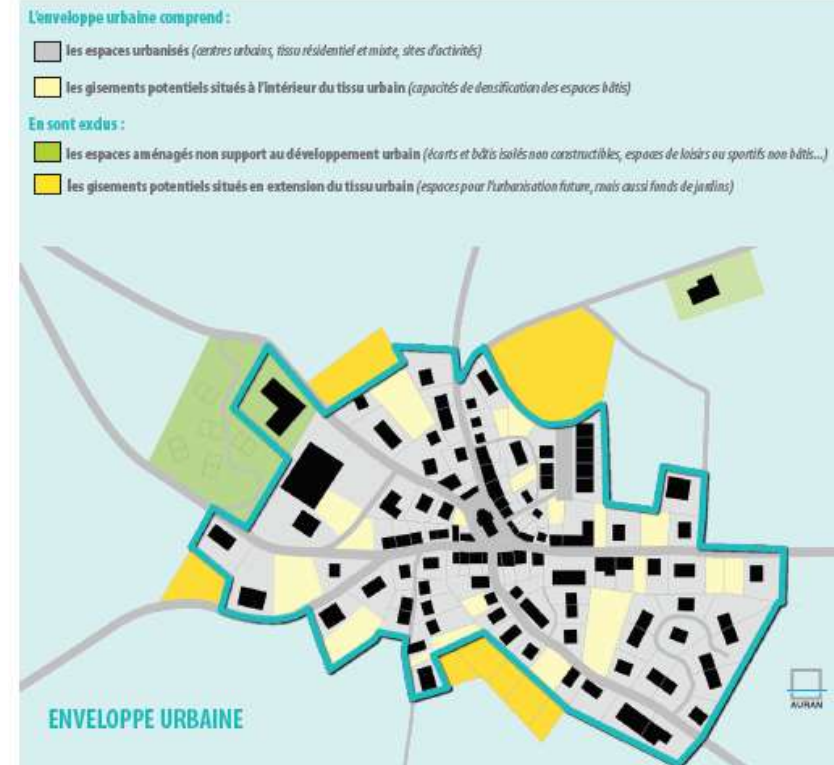 L'enveloppe urbaine comprend :
les espaces urbanisés (centres urbains, tissu résidentiel et mixte, sites d'activités)
les gisements potentiels situés à l'intérieur du tissu urbain (capacités de densification des espaces bâtis)
En sont exclus :
les espaces aménagés non support au développement urbain (écarts et bâtis isolés non constructibles, espaces de loisirs ou sportifs non bâtis...)
les gisements potentiels situés en extension du tissu urbain (espaces pour l'urbanisation future, mais aussi fonds de jardins)
ENVELOPPE URBAINE
AURAN